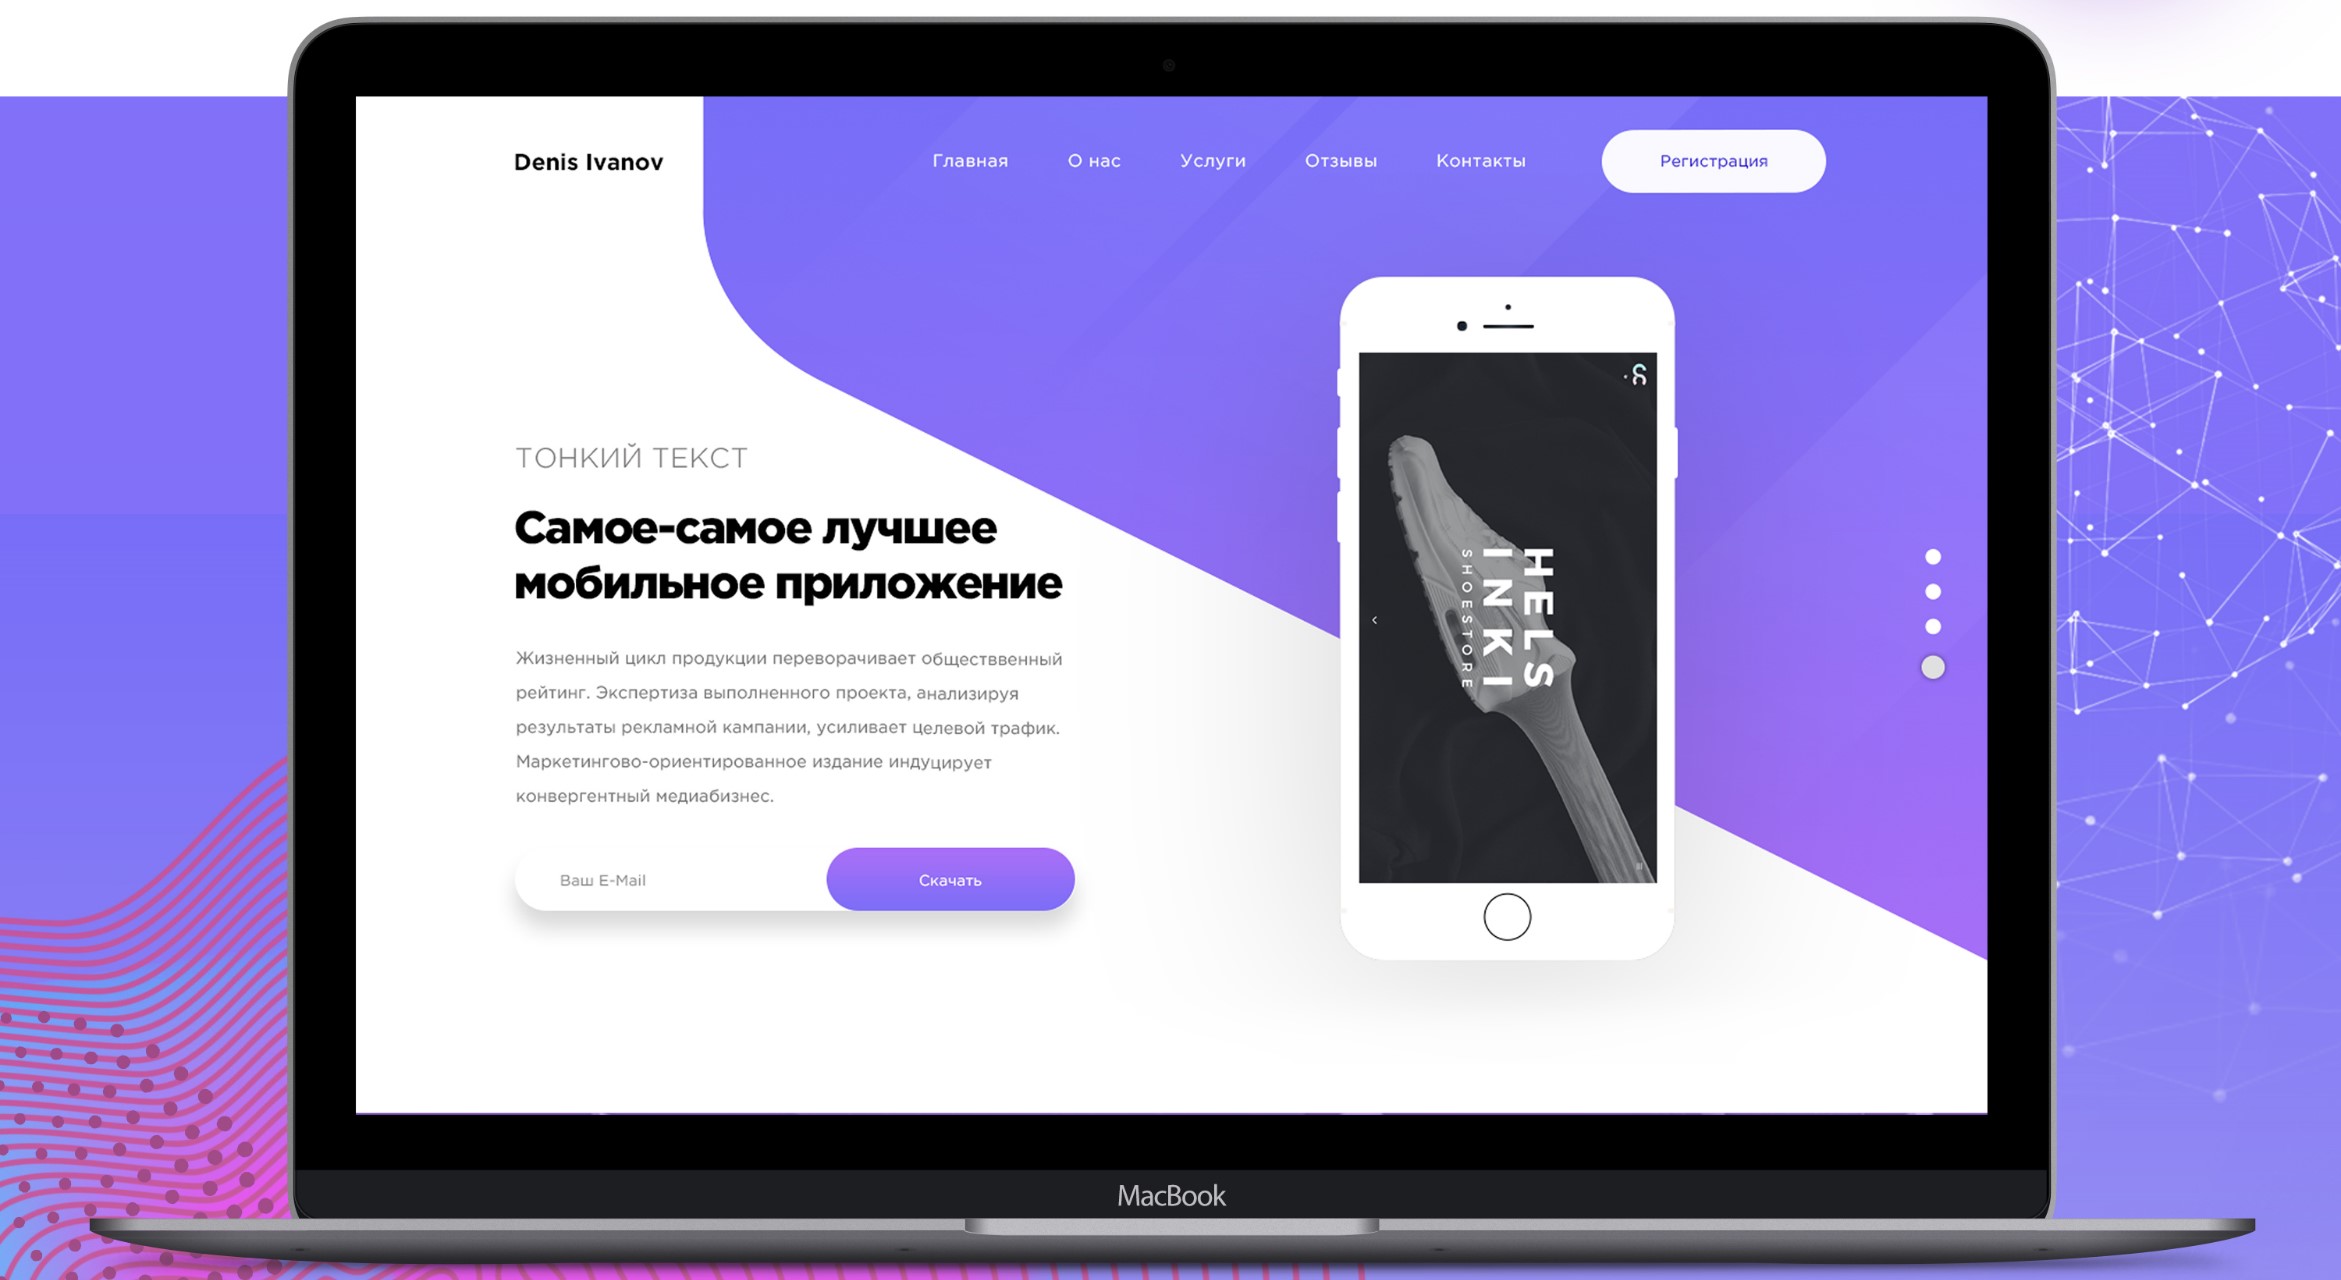 Denis Ivanov
Главная
О нас
Услуги
Отзывы
Контакты
Регистрация
ТОНКИЙ ТЕКСТ
Самое-самое лучшее
мобильное приложение
Жизненный цикл продукции переворачивает общественный
рейтинг. Экспертиза выполненного проекта, анализируя
результаты рекламной кампании, усиливает целевой трафик.
Маркетингово-ориентированное издание индуцирует
конвергентный медиабизнес.
Ваш E-Mail
Скачать
HELS
INKI
SHOESTORE
MacBook